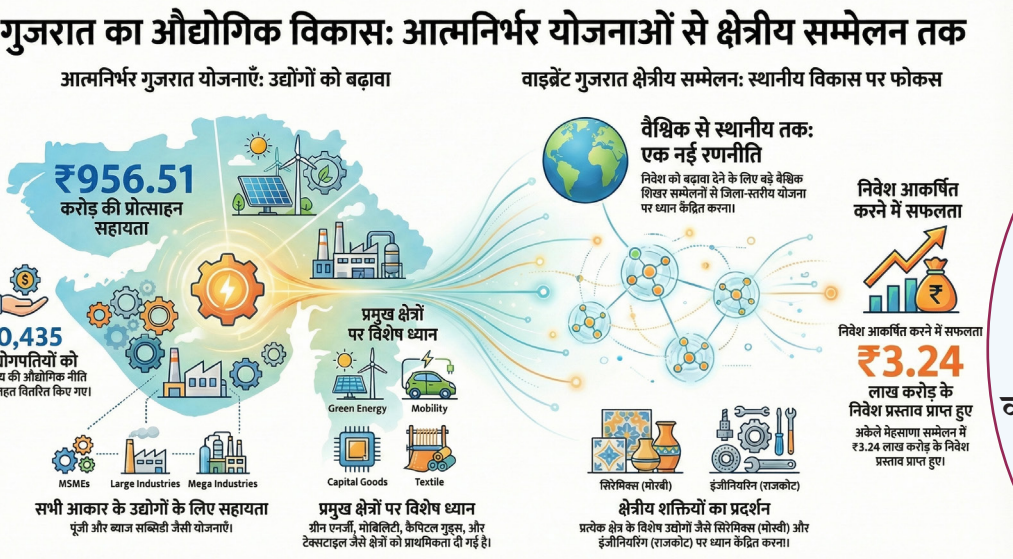 गुजरात का औद्योगिक विकास: आत्मनिर्भर योजनाओं से क्षेत्रीय सम्मेलन तक
आत्मनिर्भर गुजरात योजनाएँ: उद्योंगों को बढ़ावा
₹956.51
करोड़ की प्रोत्साहन
सहायता
0,435
योगपतियों को
य की औद्योगिक नीति
हत वितरित किए गए।
MSMEs
Large Industries
Mega Industries
सभी आकार के उद्योगों के लिए सहायता
पूंजी और ब्याज सब्सिडी जैसी योजनाएँ।
प्रमुख क्षेत्रों
पर विशेष ध्यान
Green Energy
Mobility
Capital Goods
Textile
प्रमुख क्षेत्रों पर विशेष ध्यान
ग्रीन एनर्जी, मोबिलिटी, कैपिटल गुड्स, और
टेक्सटाइल जैसे क्षेत्रों को प्राथमिकता दी गई है।
वाइब्रेंट गुजरात क्षेत्रीय सम्मेलन: स्थानीय विकास पर फोकस
वैश्विक से स्थानीय तक:
एक नई रणनीति
निवेश को बढ़ावा देने के लिए बड़े वैश्विक
शिखर सम्मेलनों से जिला-स्तरीय योजना
पर ध्यान केंद्रित करना।
सिरेमिक्स (मोरबी)
इंजीनियरिन (राजकोट)
क्षेत्रीय शक्तियों का प्रदर्शन
प्रत्येक क्षेत्र के विशेष उद्योगों जैसे सिरेमिक्स (मोरबी) और
इंजीनियरिंग (राजकोट) पर ध्यान केंद्रित करना।
निवेश आकर्षित
करने में सफलता
निवेश आकर्षित करने में सफलता
₹3.24
लाख करोड़ के
निवेश प्रस्ताव प्राप्त हुए
अकेले मेहसाणा सम्मेलन में
₹3.24 लाख करोड़ के निवेश
प्रस्ताव प्राप्त हुए।